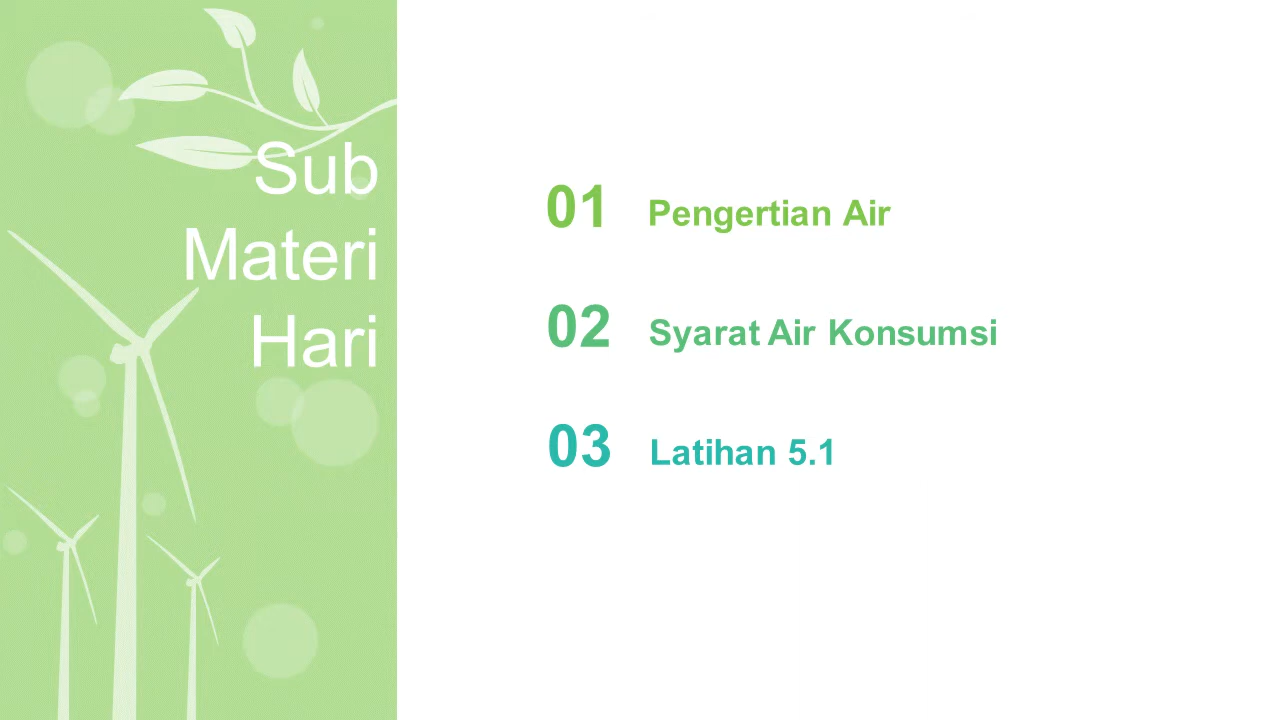 Sub
Materi
Hari
01 Pengertian Air
02 Syarat Air Konsumsi
03 Latihan 5.1